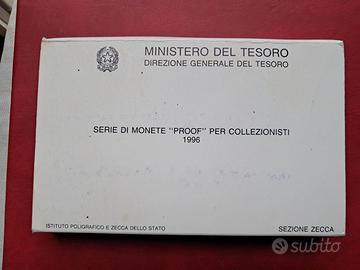 MINISTERO DEL TESORO
DIREZIONE GENERALE DEL TESORO
SERIE DI MONETE "PROOF" PER COLLEZIONISTI
1996
ISTITUTO POLIGRAFICO E ZECCA DELLO STATO
SEZIONE ZECCA
subito